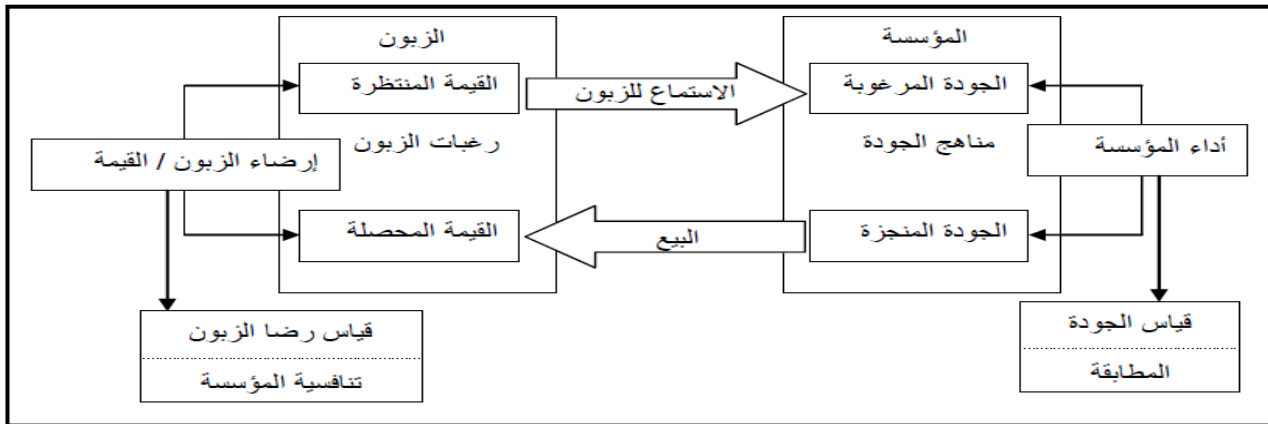 المؤسسة
الزبون
الجودة المرغوبة
الاستماع للزبون
القيمة المنتظرة
أداء المؤسسة
مناهج الجودة
رغبات الزبون
إرضاء الزبون / القيمة
الجودة المنجزة
البيع
القيمة المحصلة
قياس الجودة
المطابقة
قياس رضا الزبون
تنافسية المؤسسة